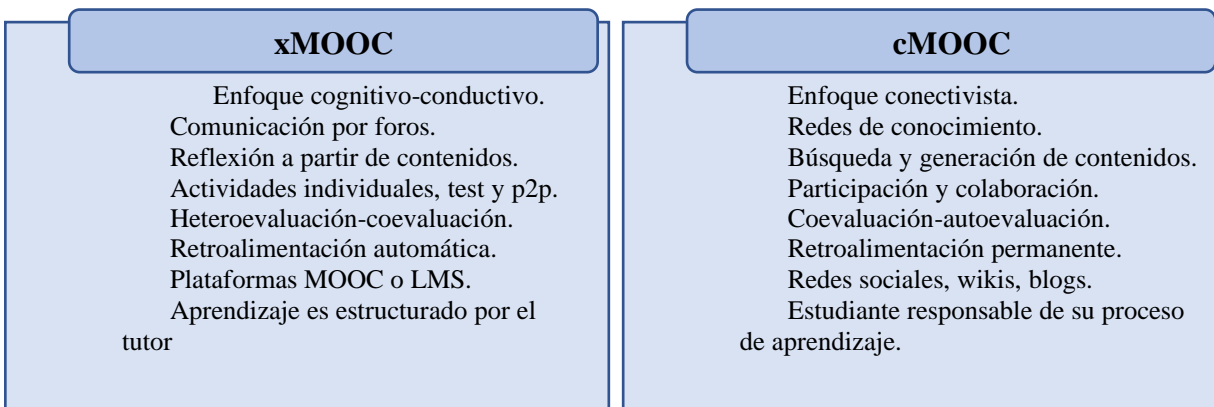 xMOOC
Enfoque cognitivo-conductivo.
Comunicación por foros.
Reflexión a partir de contenidos.
Actividades individuales, test y p2p.
Heteroevaluación-coevaluación.
Retroalimentación automática.
Plataformas MOOC o LMS.
Aprendizaje es estructurado por el
tutor
cMOOC
Enfoque conectivista.
Redes de conocimiento.
Búsqueda y generación de contenidos.
Participación y colaboración.
Coevaluación-autoevaluación.
Retroalimentación permanente.
Redes sociales, wikis, blogs.
Estudiante responsable de su proceso
de aprendizaje.